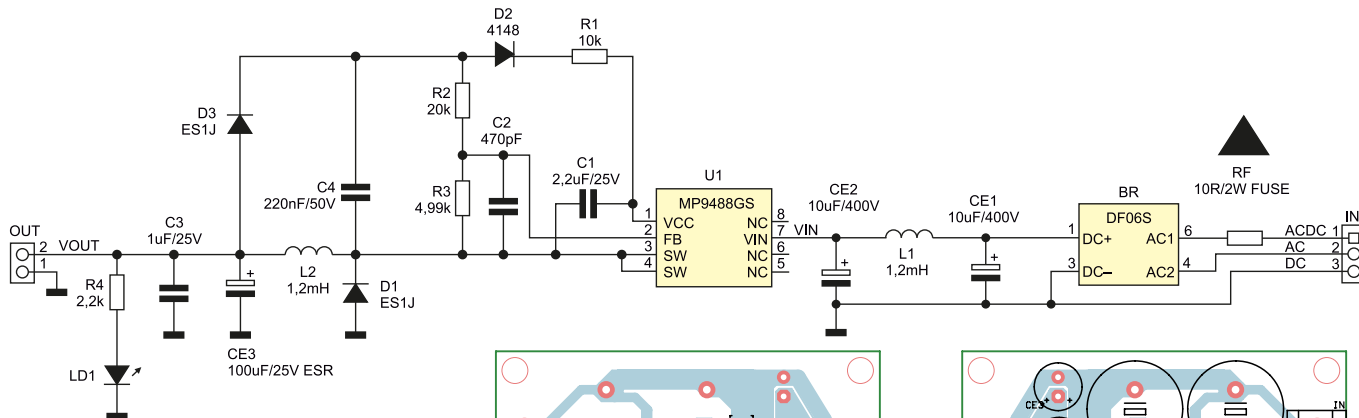 D2
4148
R1
10k
R2
20k
D3
ES1J
C2
470pF
C1
2,2uF/25V
C4
220nF/50V
R3
4,99k
U1
MP9488GS
1 VCC NC 8
2 FB VIN 7
3 SW NC 6
4 SW NC 5
VIN
CE2
10uF/400V
CE1
10uF/400V
L1
1,2mH
RF
10R/2W FUSE
BR
DF06S
1 DC+ AC1 6
3 DC– AC2 4
IN
ACDC 1
AC 2
DC 3
OUT
2 VOUT
1
C3
1uF/25V
R4
2,2k
+
L2
1,2mH
D1
ES1J
+
+
CE3
100uF/25V ESR
LD1
CE3
+ +
IN